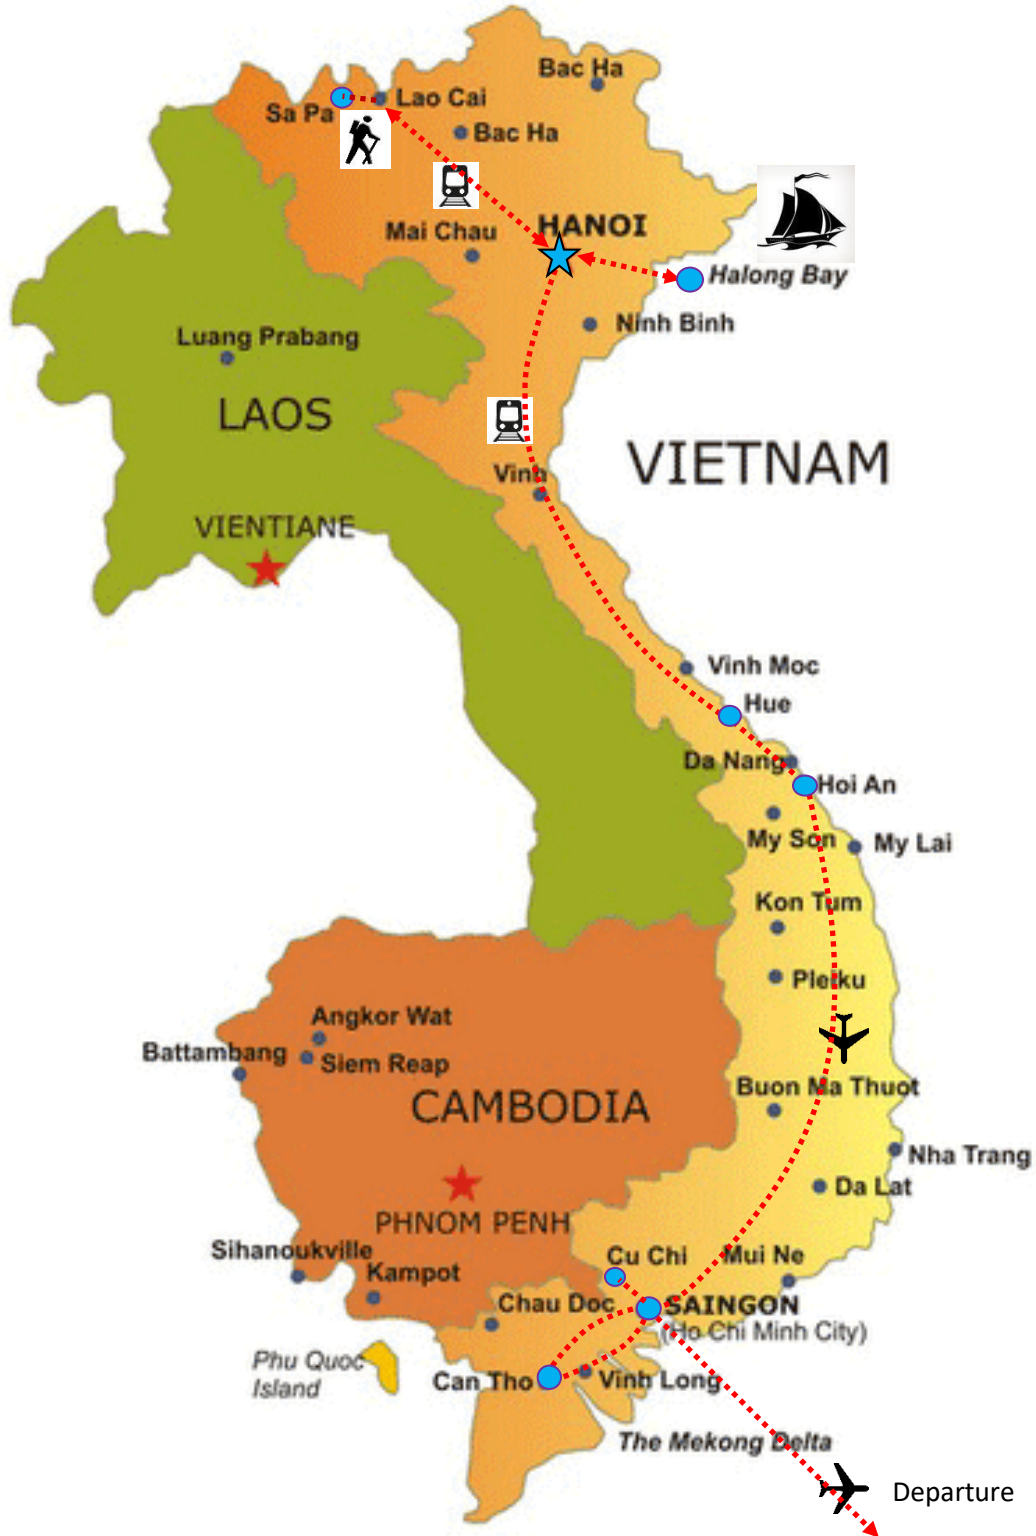 Bac Ha
Lao Cai
Sa Pa
Bac Ha
HANOI
Mai Chau
Halong Bay
Ninh Binh
Luang Prabang
LAOS
VIETNAM
Vinh
VIENTIANE
Vinh Moc
Hue
Da Nang
Hoi An
My Son
My Lai
Kon Tum
Pleiku
Angkor Wat
Battambang
Siem Reap
Buon Ma Thuot
CAMBODIA
Nha Trang
Da Lat
PHNOM PENH
Sihanoukville
Cu Chi
Mui Ne
Kampot
Chau Doc
SAINGON
(Ho Chi Minh City)
Phu Quoc
Island
Can Tho
Vinh Long
The Mekong Delta
Departure